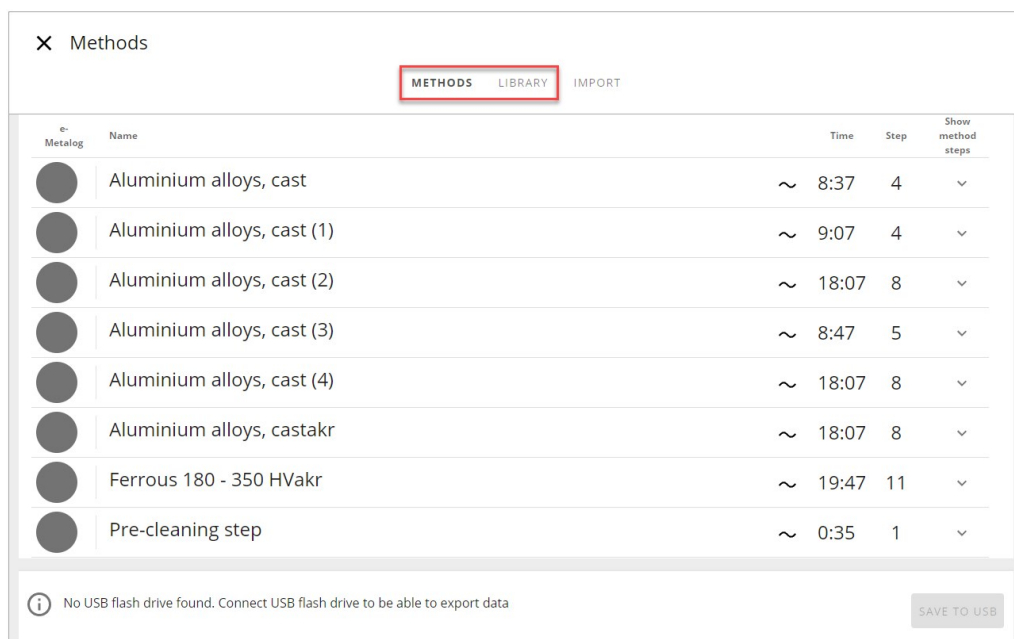 Methods
METHODS LIBRARY IMPORT
e-
Metalog
Name
Time
Step
Show
method
steps
Aluminium alloys, cast ~ 8:37 4
Aluminium alloys, cast (1) ~ 9:07 4
Aluminium alloys, cast (2) ~ 18:07 8
Aluminium alloys, cast (3) ~ 8:47 5
Aluminium alloys, cast (4) ~ 18:07 8
Aluminium alloys, castakr ~ 18:07 8
Ferrous 180 - 350 HVakr ~ 19:47 11
Pre-cleaning step ~ 0:35 1
No USB flash drive found. Connect USB flash drive to be able to export data
SAVE TO USB